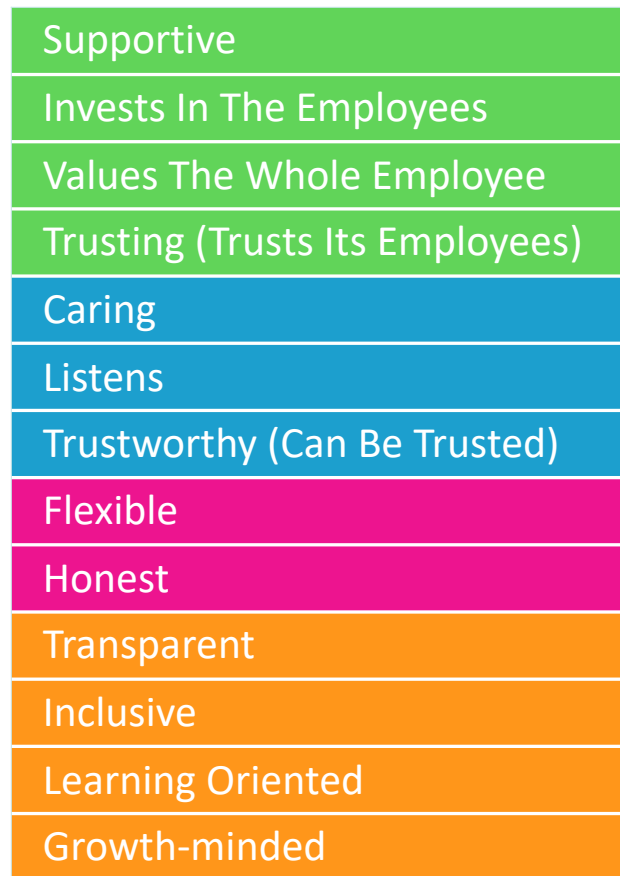 Supportive
Invests In The Employees
Values The Whole Employee
Trusting (Trusts Its Employees)
Caring
Listens
Trustworthy (Can Be Trusted)
Flexible
Honest
Transparent
Inclusive
Learning Oriented
Growth-minded